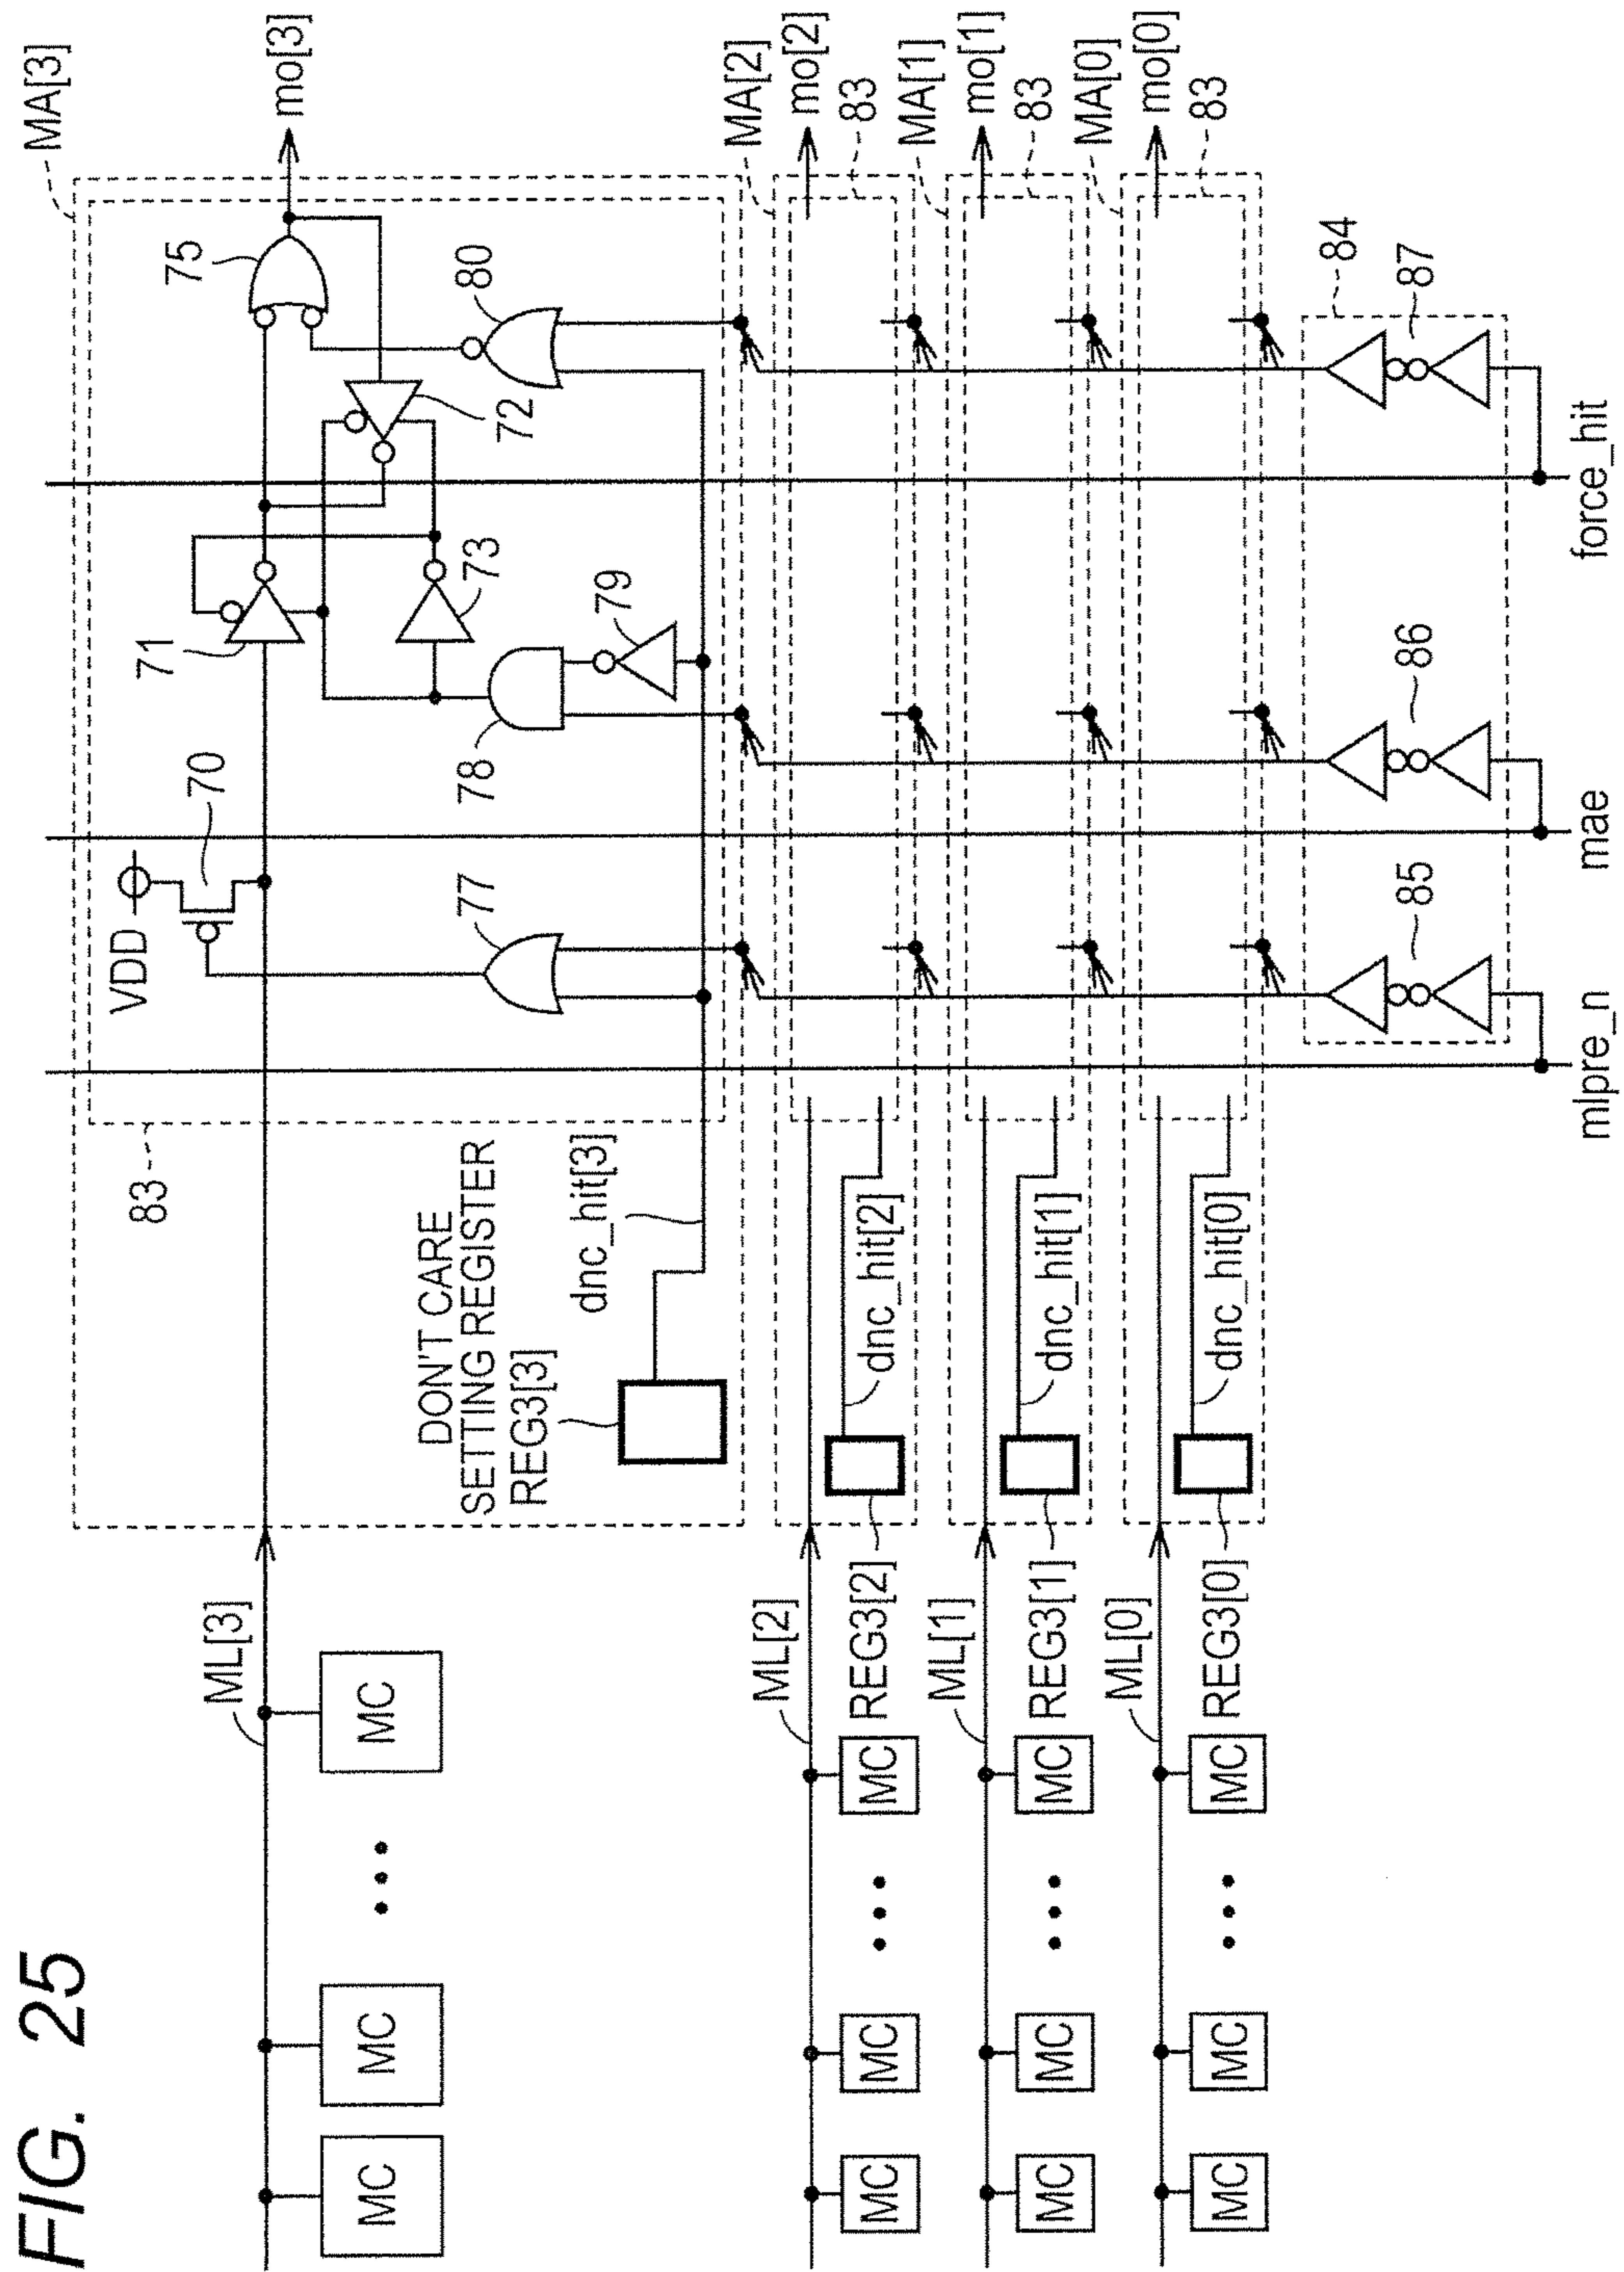 FIG. 25
MA[3]
mo[3]
75
80
72
71
73
79
78
70
VDD
77
83
ML[3]
MC
MC
MC
DON'T CARE
SETTING REGISTER
REG3[3]
dnc_hit[3]
MA[2]
mo[2]
83
ML[2]
MC
MC
MC
REG3[2]
dnc_hit[2]
MA[1]
mo[1]
83
ML[1]
MC
MC
MC
REG3[1]
dnc_hit[1]
MA[0]
mo[0]
83
ML[0]
MC
MC
MC
REG3[0]
dnc_hit[0]
84
85
86
87
mlpre_n
mae
force_hit